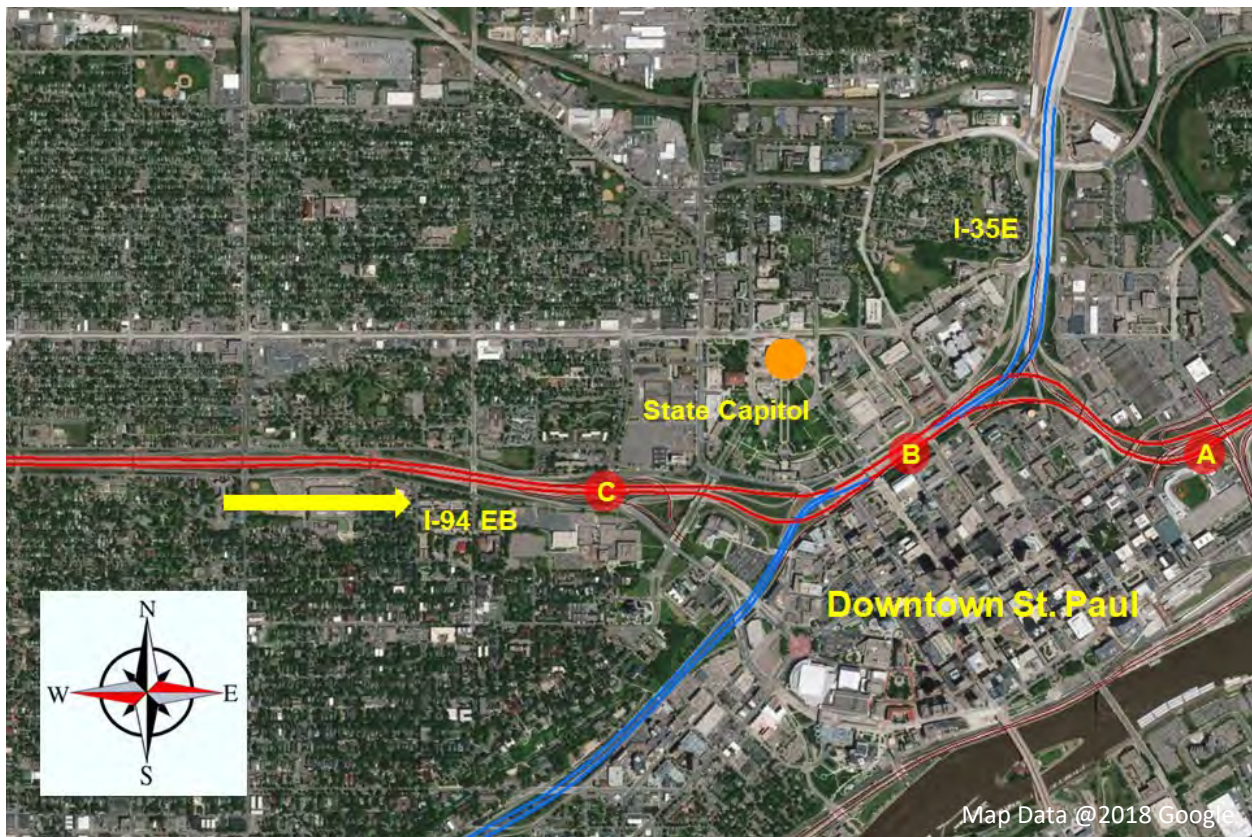 I-35E
State Capitol
B
A
C
I-94 EB
Downtown St. Paul
N
W
E
S
Map Data @2018 Google